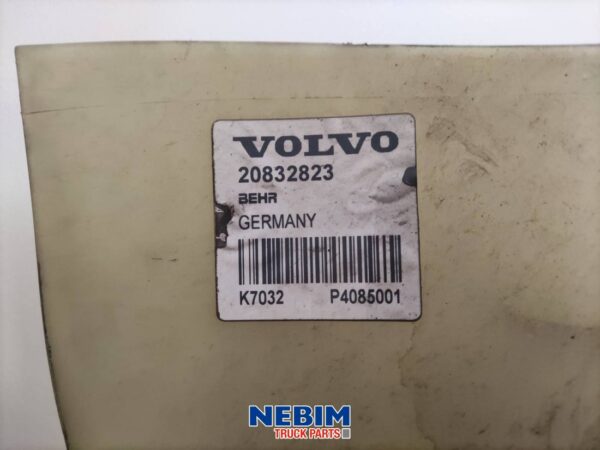 VOLVO
20832823
BEHR
GERMANY
K7032 P4085001
NEBIM
TRUCK PARTS